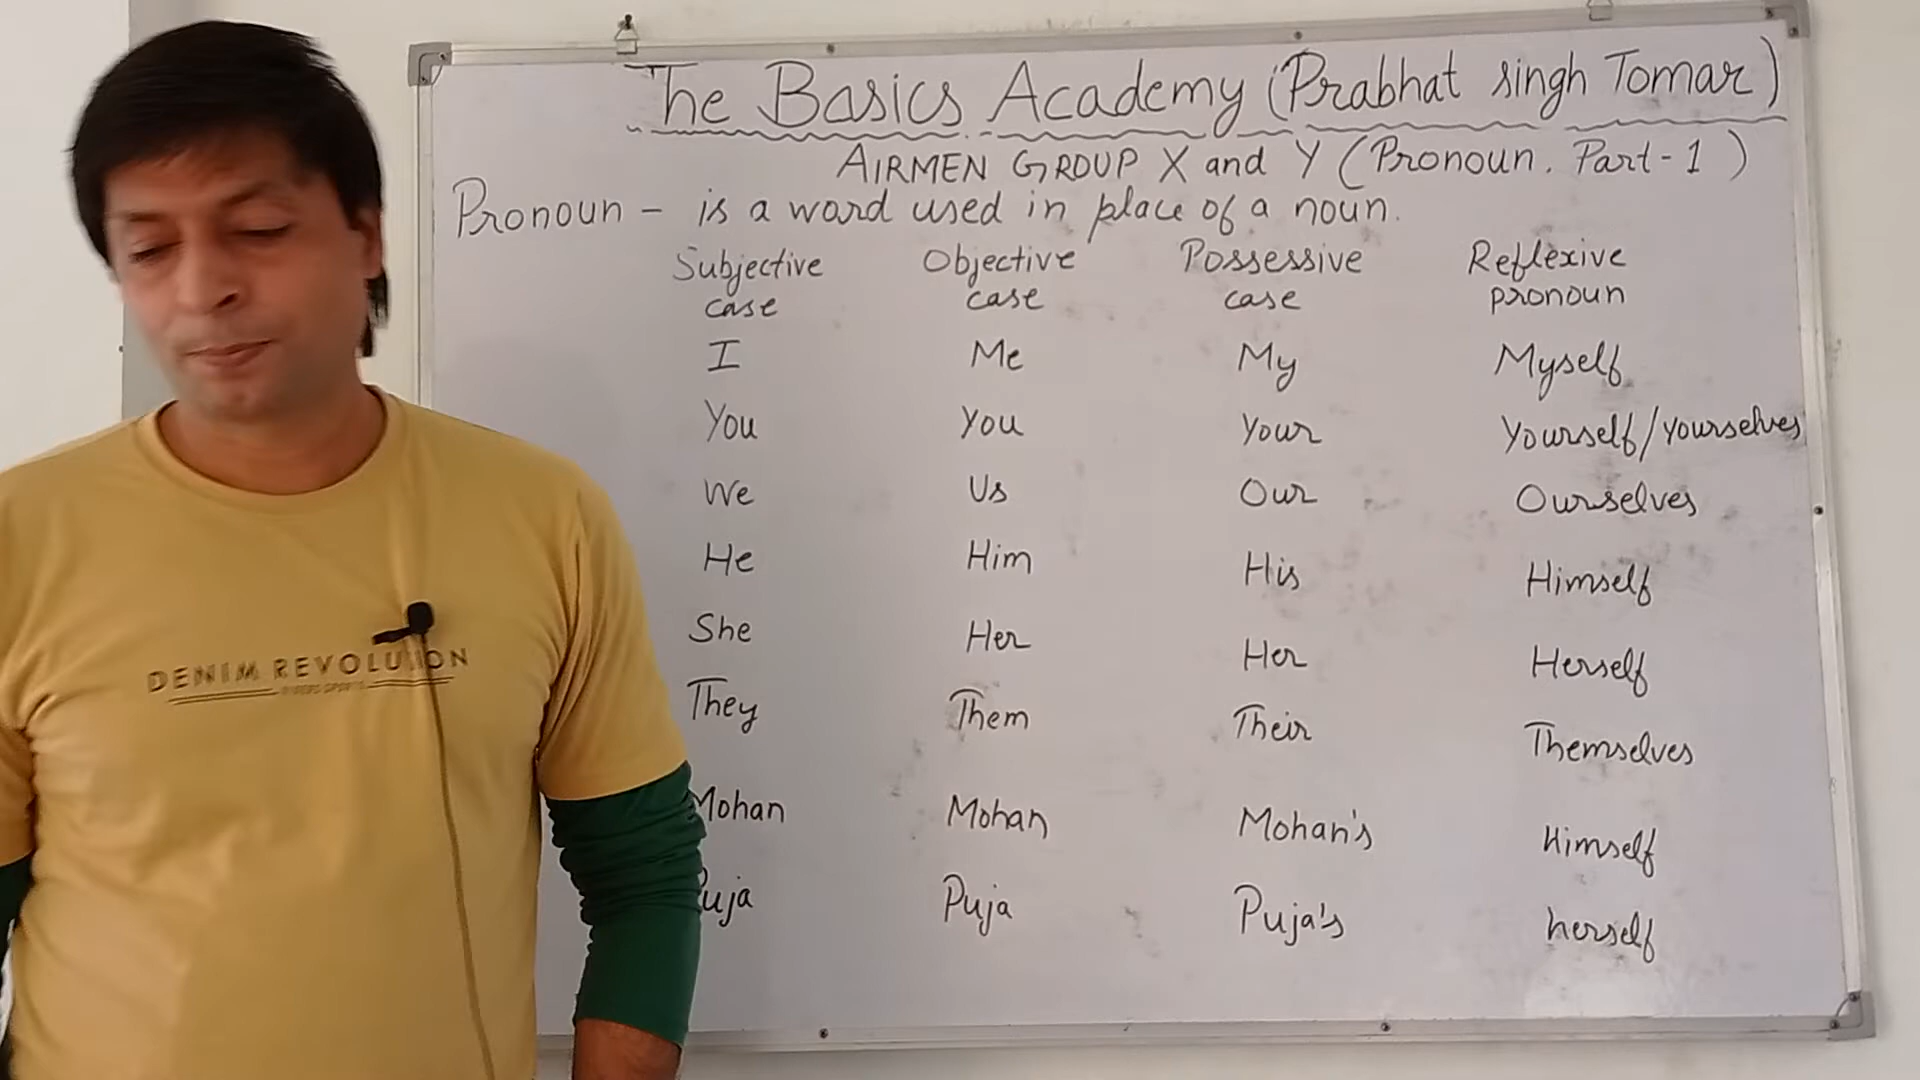 The Basics Academy (Prabhat singh Tomar)
AIRMEN GROUP X and Y (Pronoun. Part-1)
Pronoun - is a word used in place of a noun.
Subjective case Objective case Possessive case Reflexive pronoun
I Me My Myself
You You Your Yourself/yourselves
We Us Our Ourselves
He Him His Himself
She Her Her Herself
They Them Their Themselves
Mohan Mohan Mohan's Himself
Puja Puja's herself
DENIM REVOLUTION